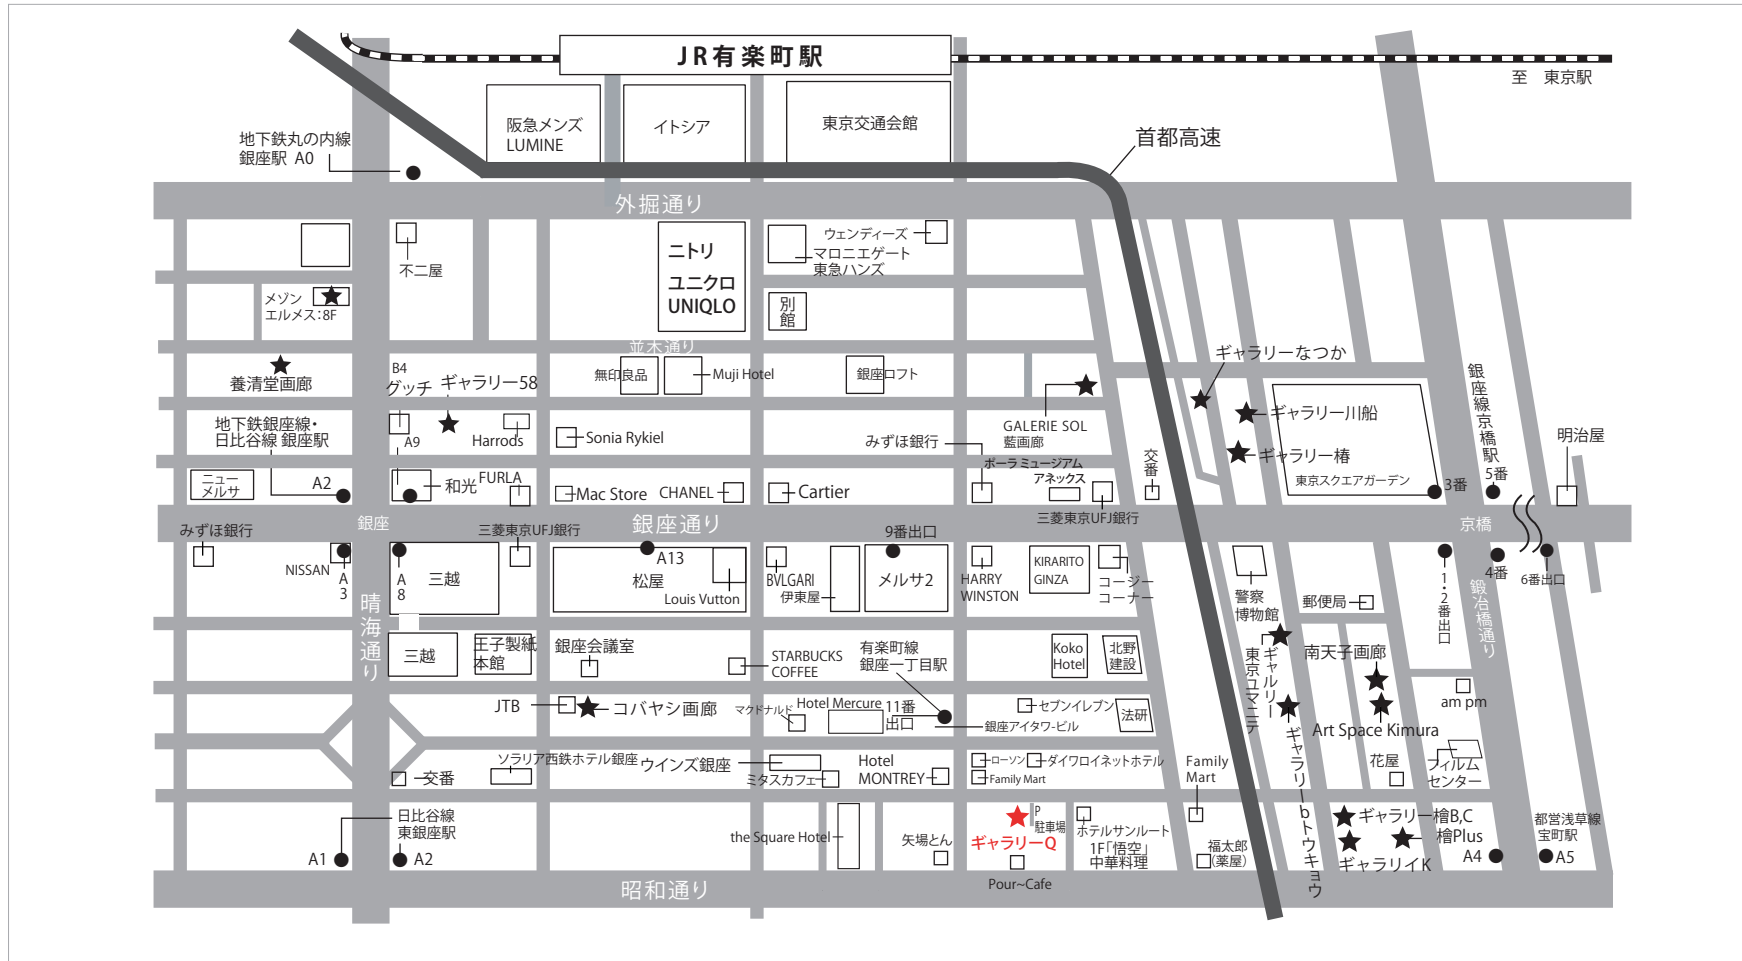 JR有楽町駅
至　東京駅
阪急メンズ
LUMINE
イトシア
東京交通会館
首都高速
地下鉄丸の内線
銀座駅 A0
外掘通り
不二屋
ニトリ
ユニクロ
UNIQLO
ウェンディーズ
マロニエゲート
東急ハンズ
別館
メゾン
エルメス:8F
並木通り
養清堂画廊
B4
グッチ
ギャラリー58
無印良品
Muji Hotel
銀座ロフト
ギャラリーなつか
GALERIE SOL
藍画廊
ギャラリー川船
ギャラリー椿
東京スクエアガーデン
銀座線京橋駅
明治屋
地下鉄銀座線・
日比谷線 銀座駅
A9
Harrods
Sonia Rykiel
みずほ銀行
ポーラ ミュージアム
アネックス
交番
3番
5番
ニュー
メルサ
A2
和光
FURLA
Mac Store
CHANEL
Cartier
三菱東京UFJ銀行
銀座
銀座通り
京橋
みずほ銀行
三菱東京UFJ銀行
9番出口
NISSAN
A3
A8
三越
松屋
A13
Louis Vutton
BVLGARI
伊東屋
メルサ2
HARRY
WINSTON
KIRARITO
GINZA
コージー
コーナー
警察
博物館
郵便局
1・2番出口
4番
6番出口
鍛冶橋通り
晴海通り
三越
王子製紙
本館
銀座会議室
STARBUCKS
COFFEE
有楽町線
銀座一丁目駅
Koko
Hotel
北野
建設
ギャルリー
東京ユマニテ
南天子画廊
JTB
コバヤシ画廊
マクドナルド
Hotel Mercure
11番
出口
セブンイレブン
銀座アイタワービル
法研
am pm
Art Space Kimura
ギャラリーbトウキョウ
交番
ソラリア西鉄ホテル銀座
ウインズ銀座
ミタスカフェ
Hotel
MONTREY
ローソン
ダイワロイネットホテル
Family Mart
Family
Mart
花屋
フィルム
センター
日比谷線
東銀座駅
A1
A2
the Square Hotel
矢場とん
P
駐車場
ギャラリーQ
Pour~Cafe
ホテルサンルート
1F「悟空」
中華料理
福太郎
(薬屋)
ギャラリー檜B,C
檜Plus
ギャラリイK
都営浅草線
宝町駅
A4
A5
昭和通り